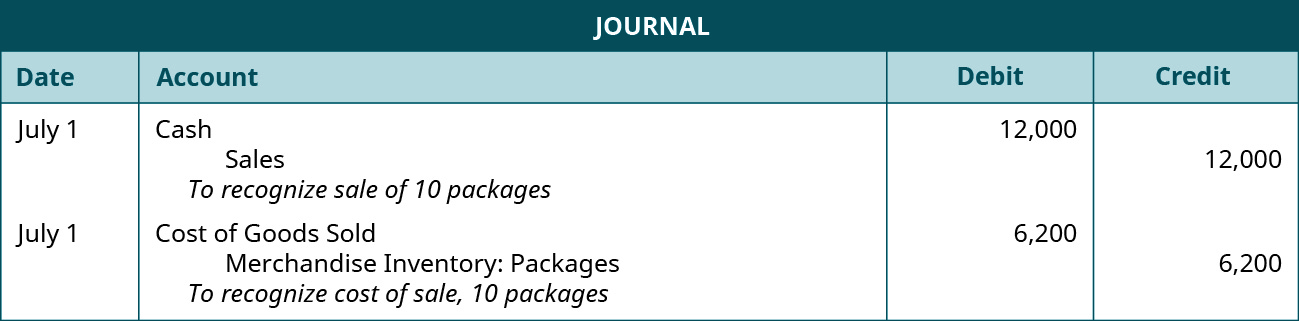 JOURNAL
Date Account Debit Credit
July 1 Cash 12,000
Sales 12,000
To recognize sale of 10 packages
July 1 Cost of Goods Sold 6,200
Merchandise Inventory: Packages 6,200
To recognize cost of sale, 10 packages